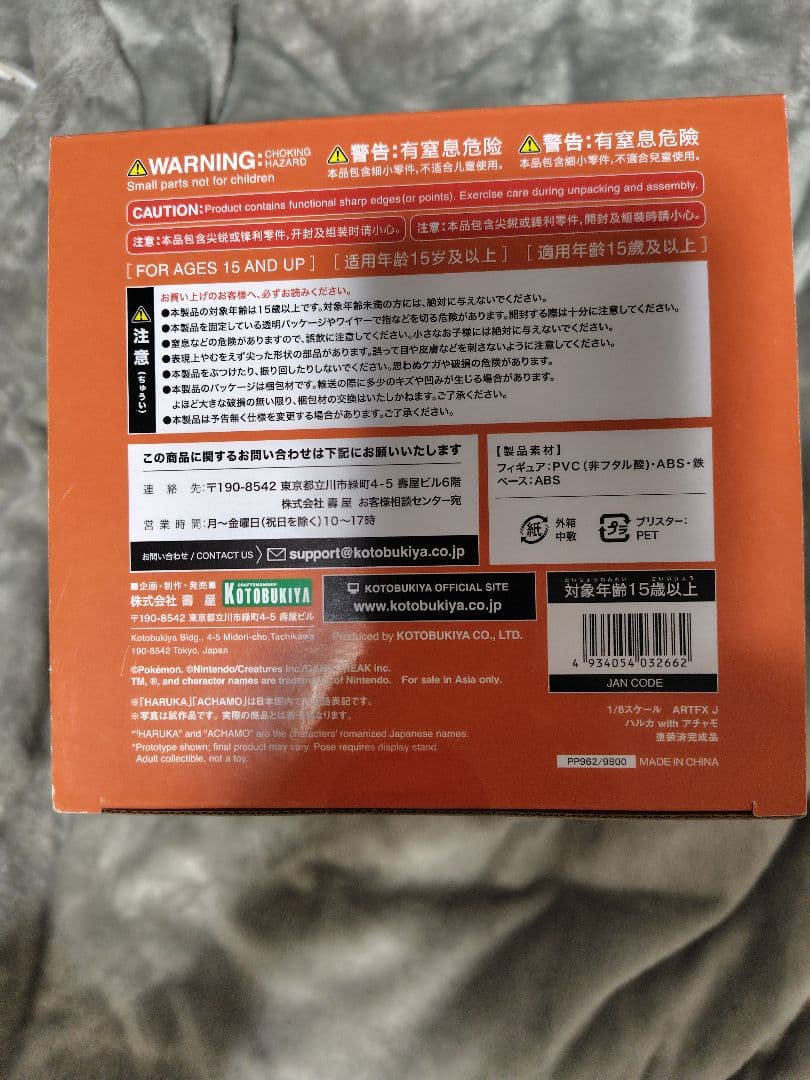 WARNING: CHOKING HAZARD
Small parts not for children
警告:有窒息危险
本品包含细小零件,不适合儿童使用。
警告:有窒息危險
本品包含細小零件,不適合兒童使用。
CAUTION: Product contains functional sharp edges (or points). Exercise care during unpacking and assembly.
注意:本品包含尖锐或锋利零件,开封及组装时请小心。
注意:本品包含尖銳或鋒利零件,開封及組裝時請小心。
[ FOR AGES 15 AND UP ] [ 适用年龄15岁及以上 ] [ 適用年齡15歲及以上 ]
注意(ちゅうい)
お買い上げのお客様へ、必ずお読みください。
●本製品の対象年齢は15歳以上です。対象年齢未満の方には、絶対に与えないでください。
●本製品を固定している透明パッケージやワイヤーで指などを切る危険があります。開封する際は十分に注意してください。
●窒息などの危険がありますので、誤飲に注意してください。小さなお子様には絶対に与えないでください。
●表現上やむをえず尖った形状の部品があります。誤って目や皮膚などを刺さないように注意してください。
●本製品をぶつけたり、振り回したりしないでください。思わぬケガや破損の危険があります。
●本製品のパッケージは梱包材です。輸送の際に多少のキズや凹みが生じる場合があります。
よほど大きな破損の無い限り、梱包材の交換はいたしかねます。ご了承ください。
●本製品は予告無く仕様を変更する場合があります。ご了承ください。
この商品に関するお問い合わせは下記にお願いいたします
連絡先:〒190-8542 東京都立川市緑町4-5 壽屋ビル6階
株式会社 壽屋 お客様相談センター宛
営業時間:月〜金曜日(祝日を除く)10〜17時
お問い合わせ / CONTACT US support@kotobukiya.co.jp
【製品素材】
フィギュア:PVC(非フタル酸)・ABS・鉄
ベース:ABS
紙 外箱 中敷
プラ ブリスター: PET
■企画・制作・発売■
株式会社 壽屋
CRAFTSMANSHIP
KOTOBUKIYA
〒190-8542 東京都立川市緑町4-5 壽屋ビル
Kotobukiya Bldg., 4-5 Midori-cho,Tachikawa
190-8542 Tokyo, Japan
KOTOBUKIYA OFFICIAL SITE
www.kotobukiya.co.jp
Produced by KOTOBUKIYA CO., LTD.
©Pokémon. ©Nintendo/Creatures Inc./GAME FREAK inc.
TM, ®, and character names are trademarks of Nintendo. For sale in Asia only.
※「HARUKA」「ACHAMO」は日本国内での英語表記です。
※写真は試作品です。実際の商品とは若干異なります。
*"HARUKA" and "ACHAMO" are the characters' romanized Japanese names.
*Prototype shown; final product may vary. Pose requires display stand.
Adult collectible, not a toy.
たいしょうねんれい さいいじょう
対象年齢15歳以上
4 934054 032662
JAN CODE
1/8スケール ARTFX J
ハルカ with アチャモ
塗装済完成品
PP962/9800 MADE IN CHINA